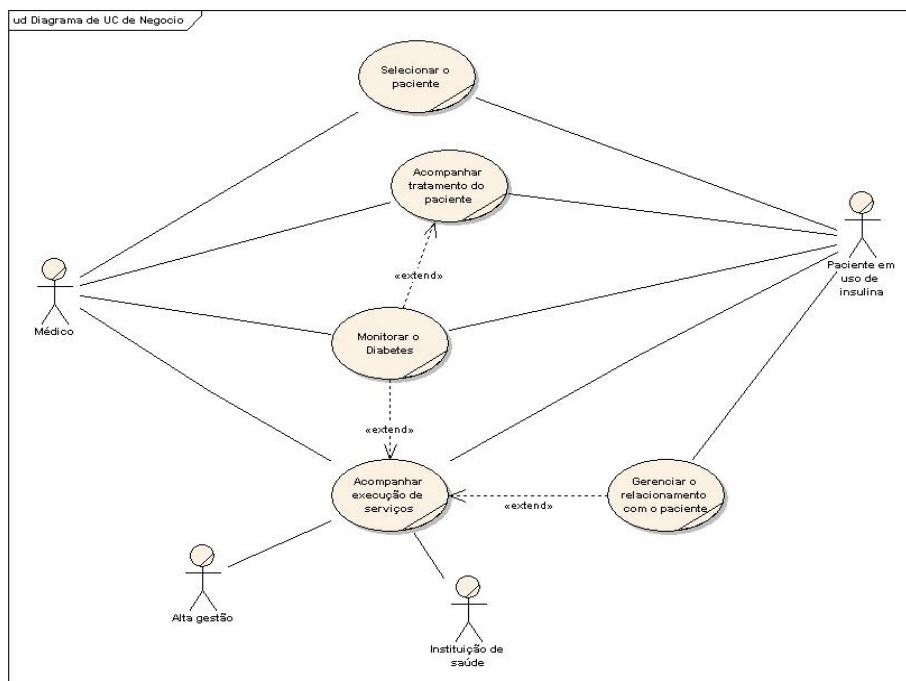 ud Diagrama de UC de Negocio
Selecionar o
paciente
Acompanhar
tratamento do
paciente
«extend»
Paciente em
uso de
insulina
Médico
Monitorar o
Diabetes
«extend»
Acompanhar
execução de
serviços
«extend»
Gerenciar o
relacionamento
com o paciente
Alta gestão
Instituição de
saúde